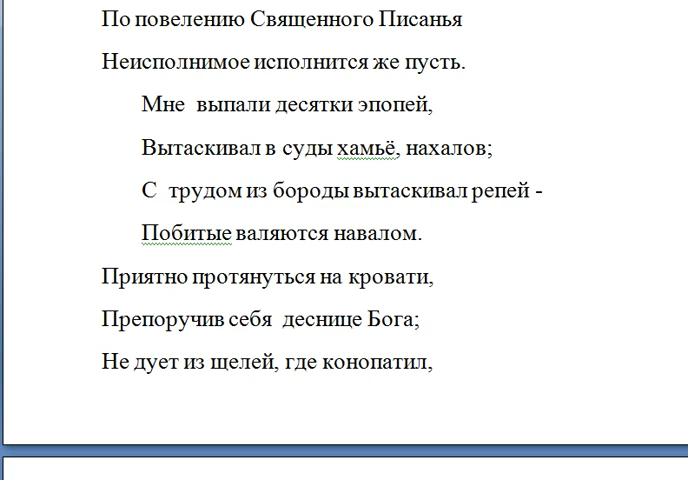 По повелению Священного Писанья
Неисполнимое исполнится же пусть.
Мне выпали десятки эпопей,
Вытаскивал в суды хамьё, нахалов;
С трудом из бороды вытаскивал репей -
Побитые валяются навалом.
Приятно протянуться на кровати,
Препоручив себя деснице Бога;
Не дует из щелей, где конопатил,